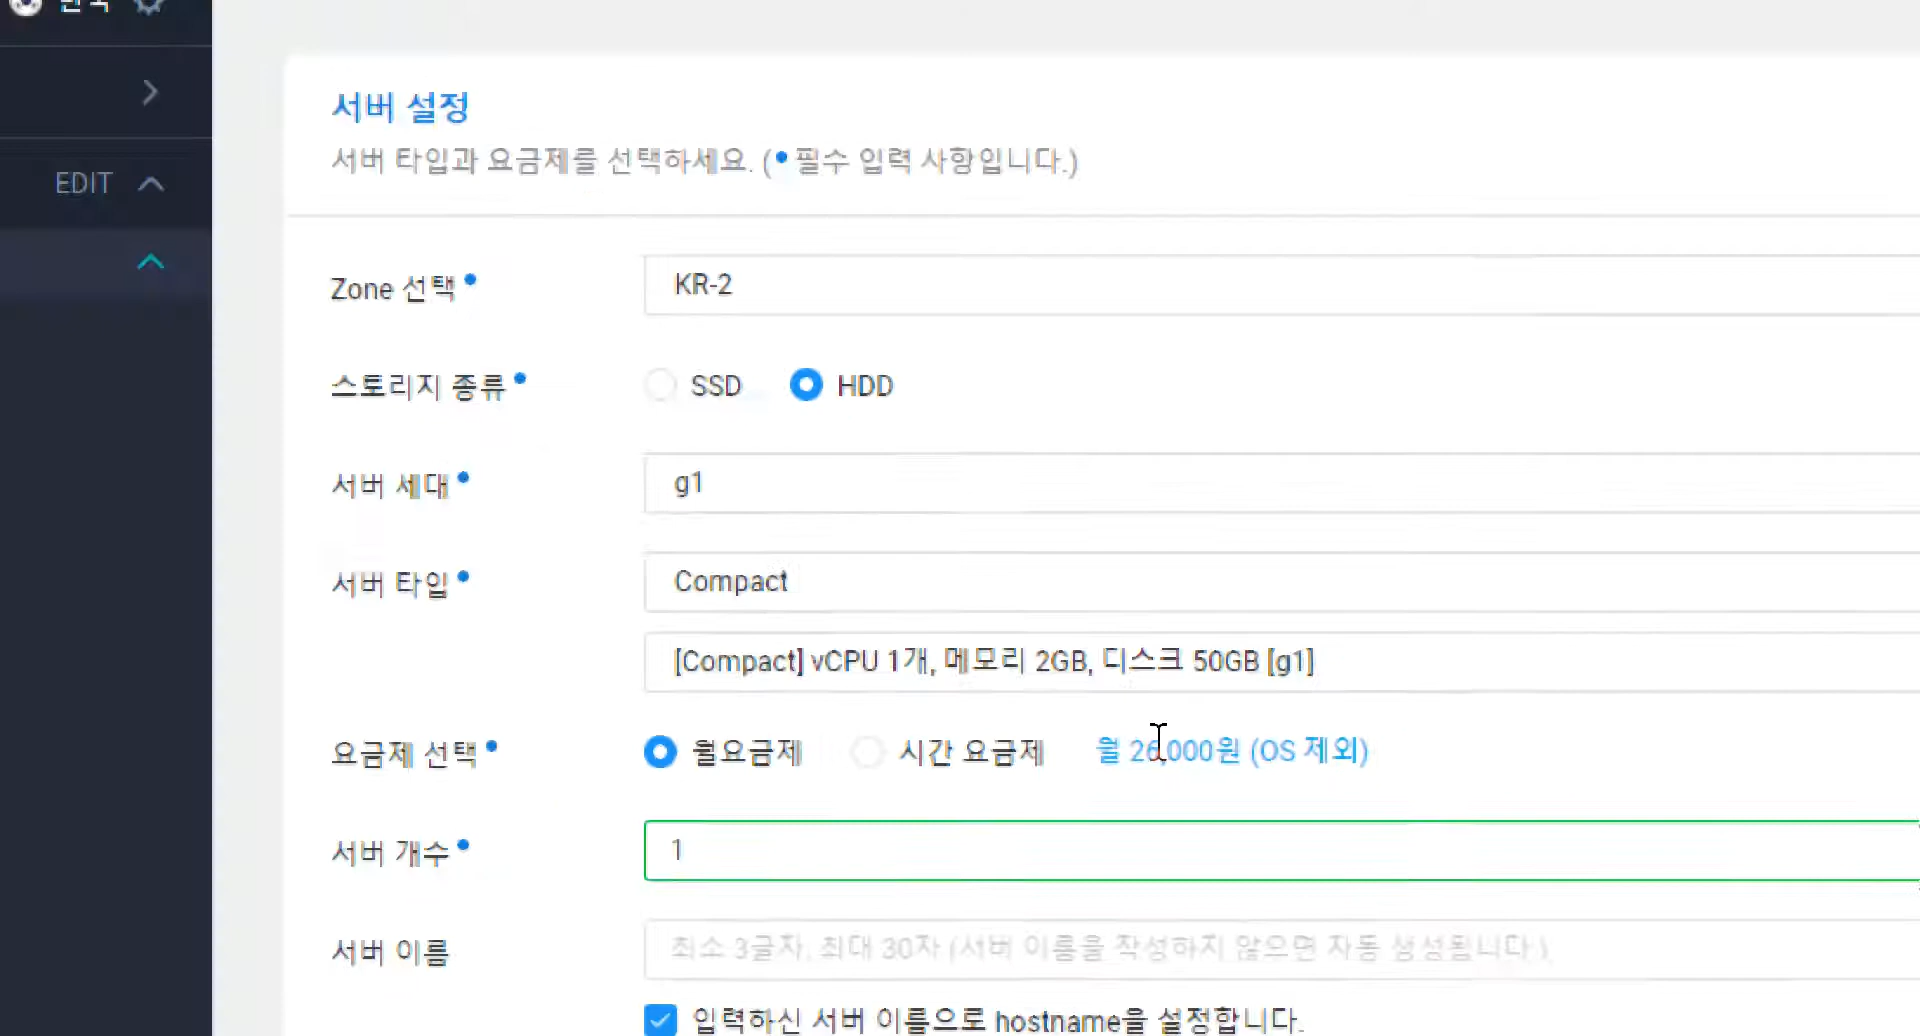 한국
EDIT
서버 설정
서버 타입과 요금제를 선택하세요. (• 필수 입력 사항입니다.)
Zone 선택 • KR-2
스토리지 종류 • SSD HDD
서버 세대 • g1
서버 타입 • Compact
[Compact] vCPU 1개, 메모리 2GB, 디스크 50GB [g1]
요금제 선택 • 월요금제 시간 요금제 월 26,000원 (OS 제외)
서버 개수 • 1
서버 이름 최소 3글자, 최대 30자 (서버 이름을 작성하지 않으면 자동 생성됩니다.)
입력하신 서버 이름으로 hostname을 설정합니다.